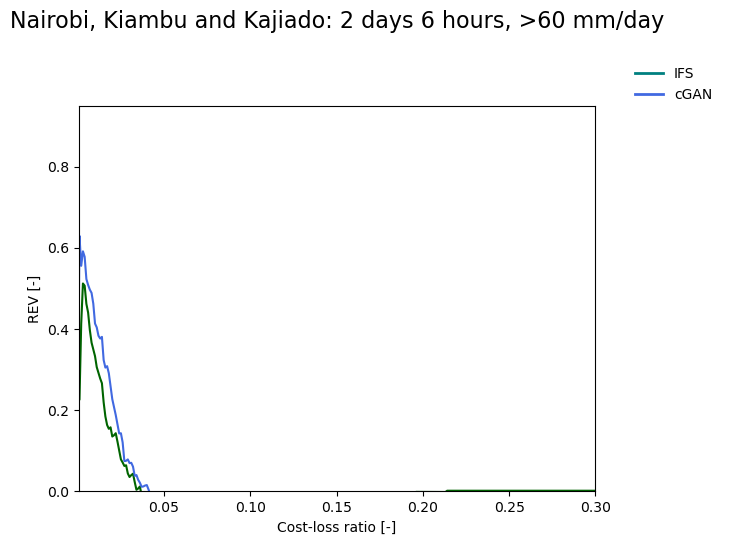 Nairobi, Kiambu and Kajiado: 2 days 6 hours, >60 mm/day
IFS
cGAN
0.8
0.6
0.4
0.2
0.0
REV [-]
0.05 0.10 0.15 0.20 0.25 0.30
Cost-loss ratio [-]